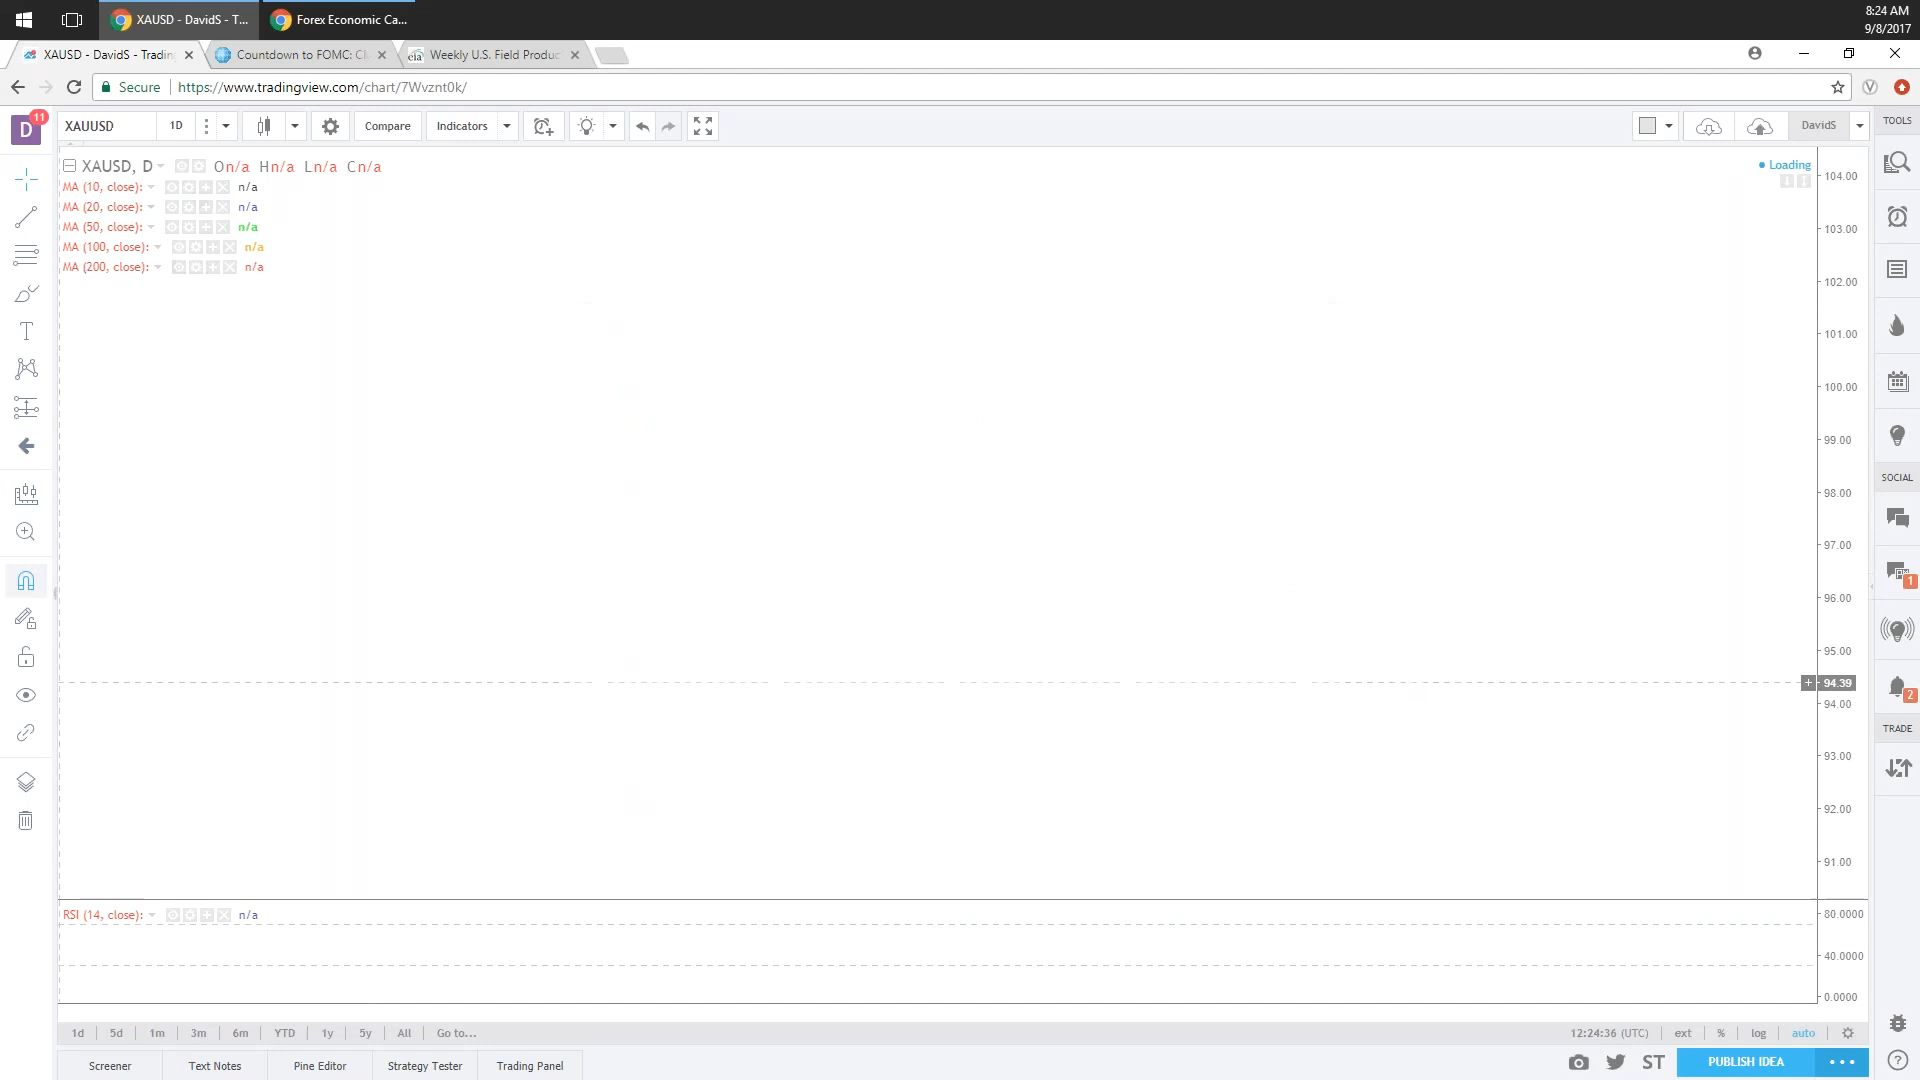 XAUSD - DavidS - T...
Forex Economic Ca...
8:24 AM
9/8/2017
XAUSD - DavidS - Trading
Countdown to FOMC: C
Weekly U.S. Field Produc
Secure
https://www.tradingview.com/chart/7Wvznt0k/
D
11
XAUUSD
1D
Compare
Indicators
DavidS
TOOLS
XAUSD, D
On/a Hn/a Ln/a Cn/a
Loading
MA (10, close):
n/a
MA (20, close):
n/a
MA (50, close):
n/a
MA (100, close):
n/a
MA (200, close):
n/a
104.00
103.00
102.00
101.00
100.00
99.00
98.00
97.00
96.00
95.00
94.39
94.00
93.00
92.00
91.00
SOCIAL
1
2
TRADE
RSI (14, close):
n/a
80.0000
40.0000
0.0000
1d
5d
1m
3m
6m
YTD
1y
5y
All
Go to...
12:24:36 (UTC)
ext
%
log
auto
Screener
Text Notes
Pine Editor
Strategy Tester
Trading Panel
ST
PUBLISH IDEA